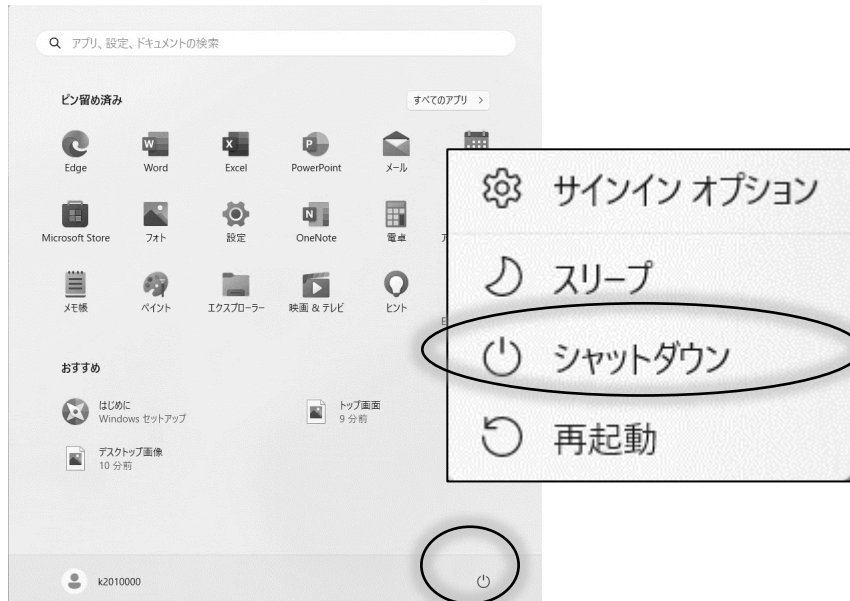 アプリ、設定、ドキュメントの検索
ピン留め済み
すべてのアプリ >
Edge
Word
Excel
PowerPoint
メール
Microsoft Store
フォト
設定
OneNote
電卓
メモ帳
ペイント
エクスプローラー
映画 & テレビ
ヒント
サインイン オプション
スリープ
シャットダウン
再起動
おすすめ
はじめに
Windows セットアップ
トップ画面
9 分前
デスクトップ画像
10 分前
k2010000